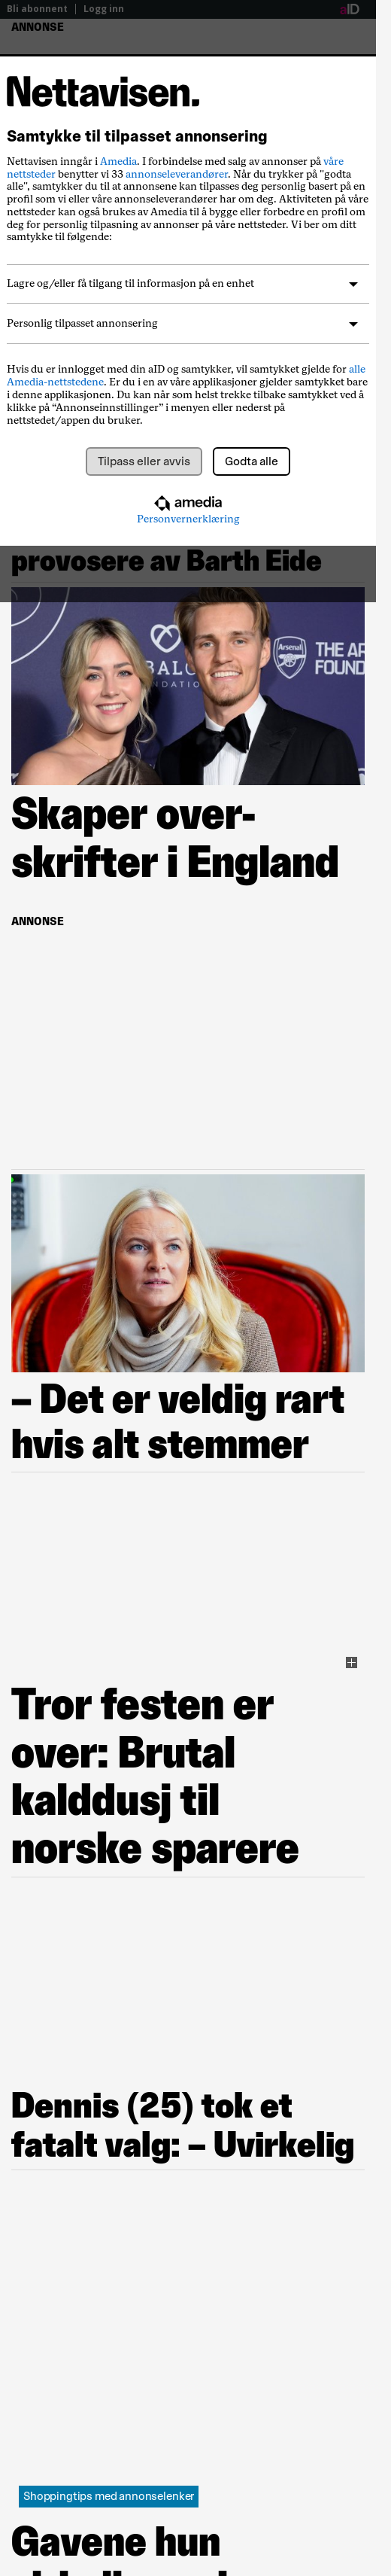 Bli abonnent | Logg inn
aID
ANNONSE
Nettavisen.
Samtykke til tilpasset annonsering
Nettavisen inngår i Amedia. I forbindelse med salg av annonser på våre
nettsteder benytter vi 33 annonseleverandører. Når du trykker på "godta
alle", samtykker du til at annonsene kan tilpasses deg personlig basert på en
profil som vi eller våre annonseleverandører har om deg. Aktiviteten på våre
nettsteder kan også brukes av Amedia til å bygge eller forbedre en profil om
deg for personlig tilpasning av annonser på våre nettsteder. Vi ber om ditt
samtykke til følgende:
Lagre og/eller få tilgang til informasjon på en enhet
Personlig tilpasset annonsering
Hvis du er innlogget med din aID og samtykker, vil samtykket gjelde for alle
Amedia-nettstedene. Er du i en av våre applikasjoner gjelder samtykket bare
i denne applikasjonen. Du kan når som helst trekke tilbake samtykket ved å
klikke på “Annonseinnstillinger” i menyen eller nederst på
nettstedet/appen du bruker.
Tilpass eller avvis
Godta alle
amedia
Personvernerklæring
provosere av Barth Eide
BALO
NDATION
Arsenal
THE AR
FOUND
Skaper over-
skrifter i England
ANNONSE
– Det er veldig rart
hvis alt stemmer
Tror festen er
over: Brutal
kalddusj til
norske sparere
Dennis (25) tok et
fatalt valg: – Uvirkelig
Shoppingtips med annonselenker
Gavene hun